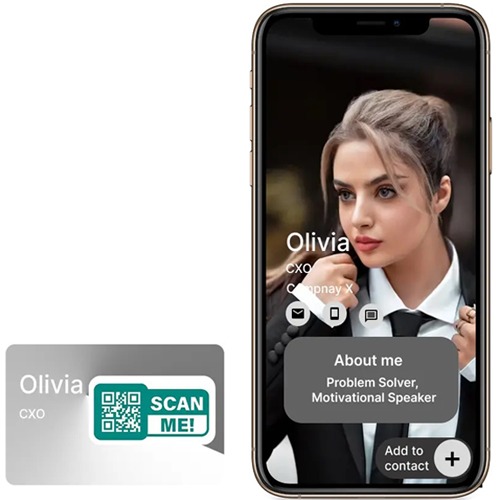 Olivia
CXO
Compnay X
About me
Problem Solver,
Motivational Speaker
Add to
contact
Olivia
CXO
SCAN
ME!